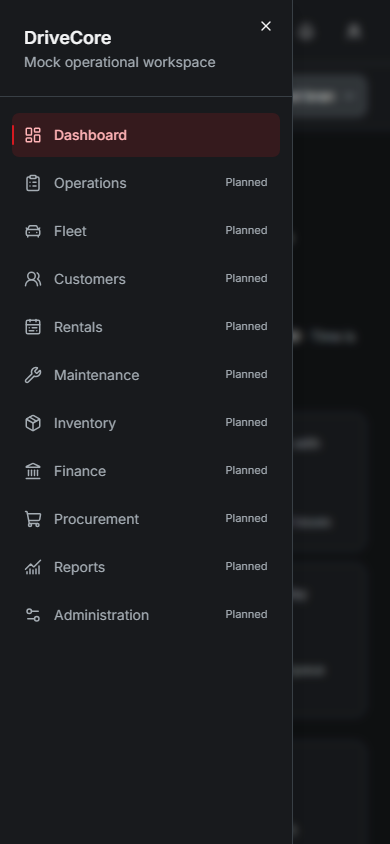 DriveCore
Mock operational workspace
Dashboard
Operations Planned
Fleet Planned
Customers Planned
Rentals Planned
Maintenance Planned
Inventory Planned
Finance Planned
Procurement Planned
Reports Planned
Administration Planned